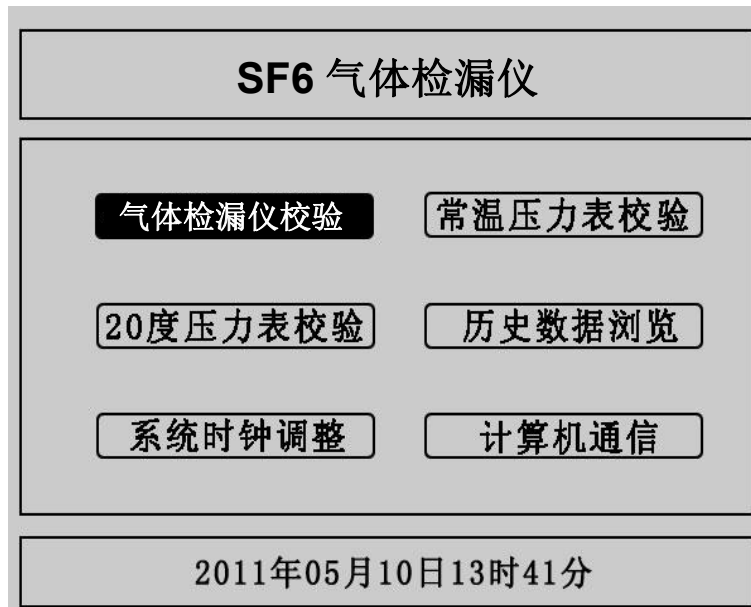 SF6 气体检漏仪
气体检漏仪校验 常温压力表校验
20度压力表校验 历史数据浏览
系统时钟调整 计算机通信
2011年05月10日13时41分